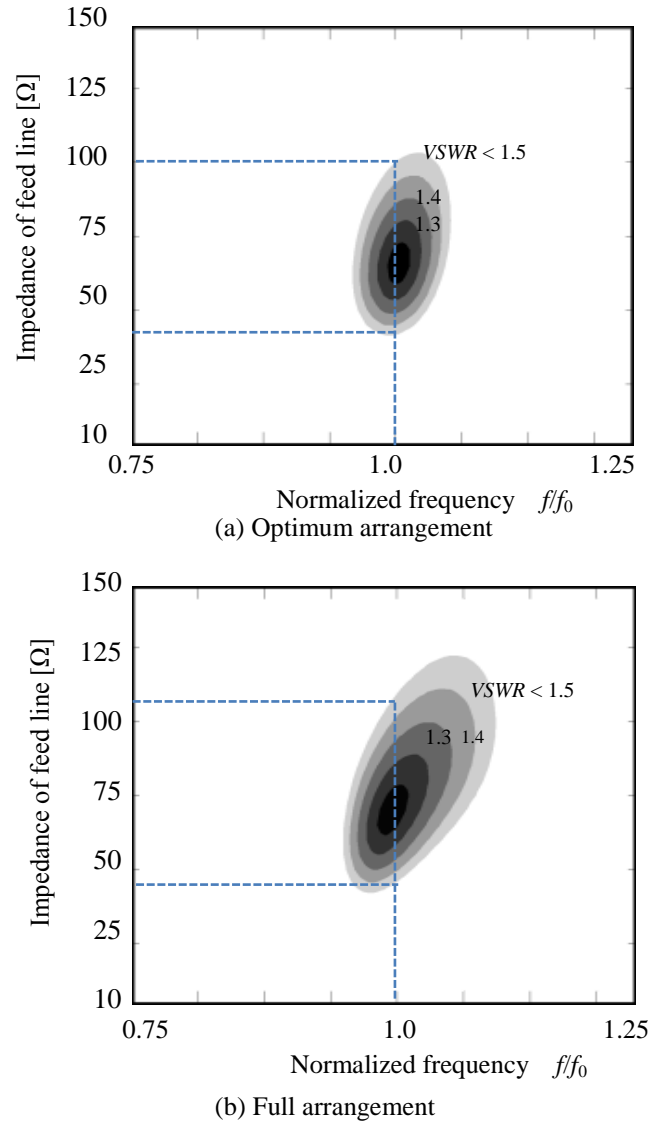 150
125
100
75
50
25
10
Impedance of feed line [Ω]
VSWR < 1.5
1.4
1.3
0.75 1.0 1.25
Normalized frequency f/f0
(a) Optimum arrangement
150
125
100
75
50
25
10
Impedance of feed line [Ω]
VSWR < 1.5
1.3 1.4
0.75 1.0 1.25
Normalized frequency f/f0
(b) Full arrangement